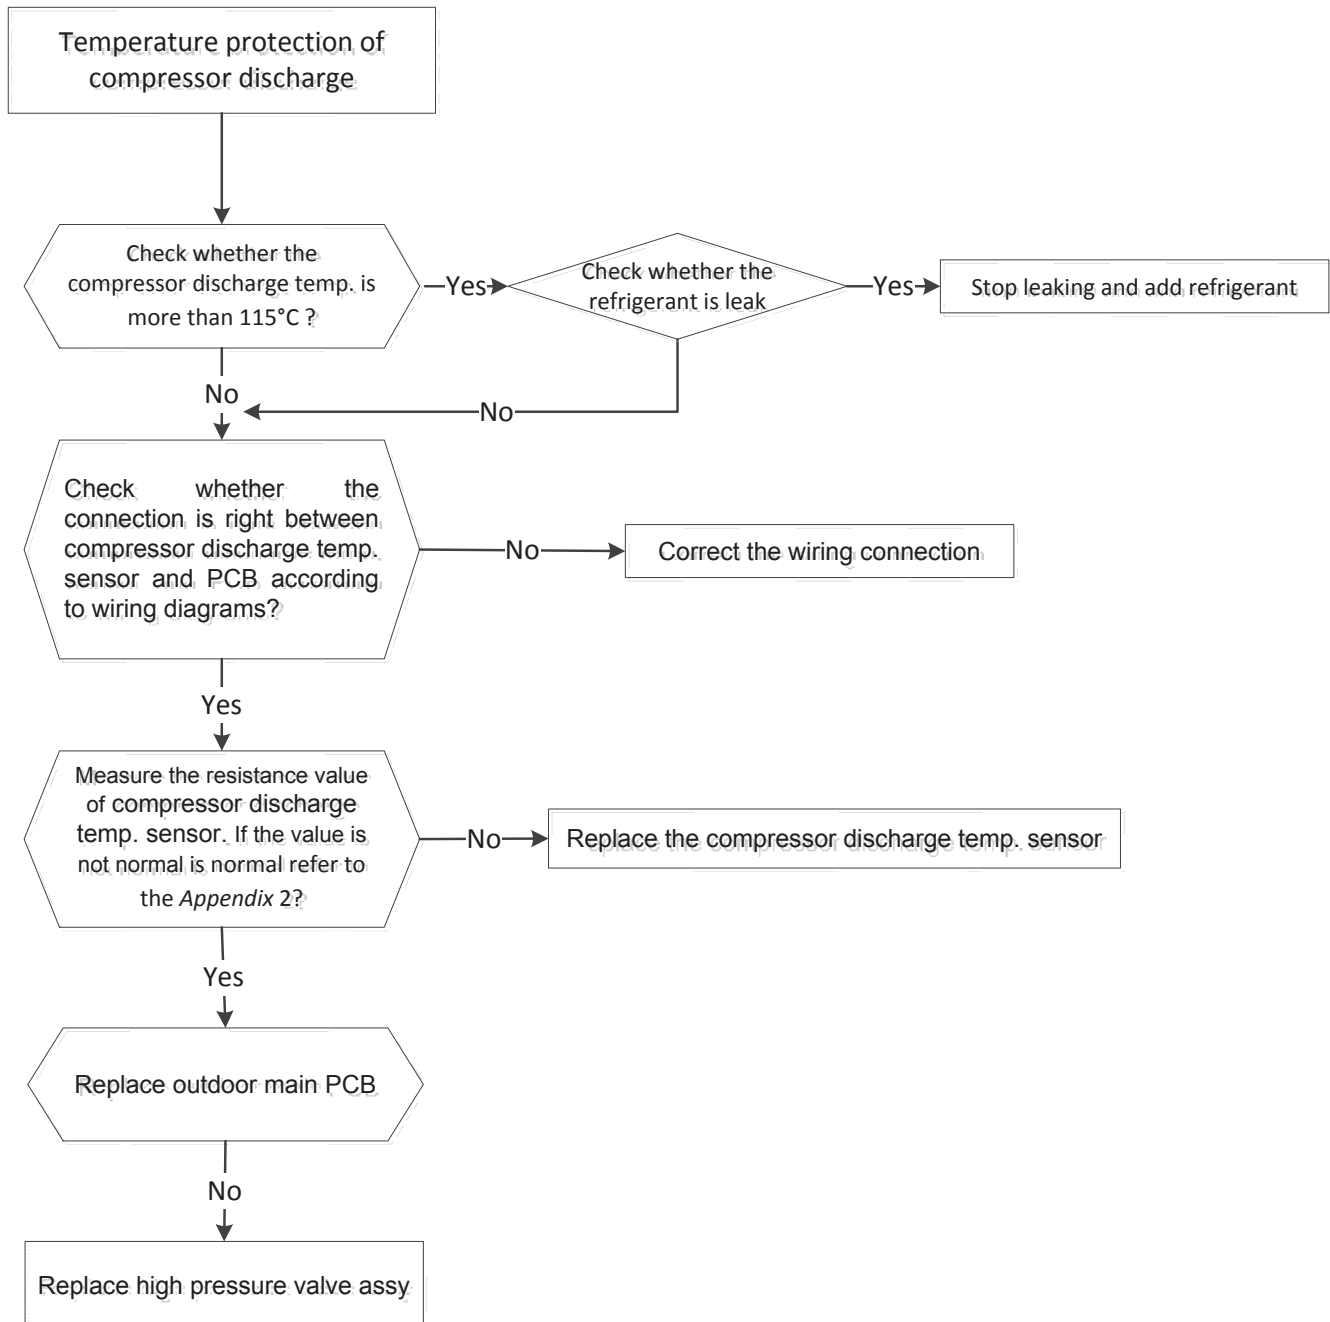 Temperature protection of
compressor discharge
Check whether the
compressor discharge temp. is
more than 115°C ?
Yes
Check whether the
refrigerant is leak
Yes
Stop leaking and add refrigerant
No
No
Check whether the
connection is right between
compressor discharge temp.
sensor and PCB according
to wiring diagrams?
No
Correct the wiring connection
Yes
Measure the resistance value
of compressor discharge
temp. sensor. If the value is
not normal is normal refer to
the Appendix 2?
No
Replace the compressor discharge temp. sensor
Yes
Replace outdoor main PCB
No
Replace high pressure valve assy